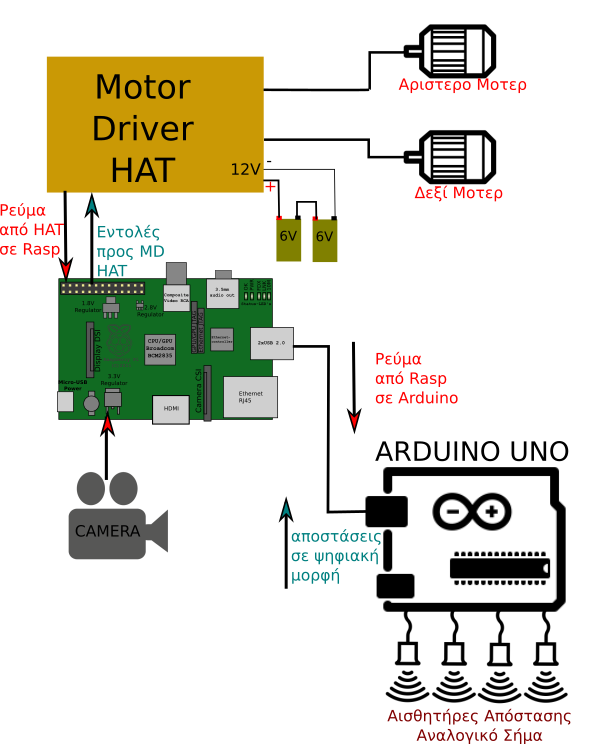 Motor
Driver
HAT
12V
-
+
6V
6V
Αριστερο Μοτερ
Δεξί Μοτερ
Ρεύμα
από HAT
σε Rasp
Εντολές
προς MD
HAT
1.8V
Regulator
2.8V
Regulator
Composite
Video RCA
3.5mm
audio out
Display DSI
CPU/GPU
Broadcom
BCM2835
Ethernet
controller
2xUSB 2.0
3.3V
Regulator
Micro-USB
Power
HDMI
Camera CSI
Ethernet
RJ45
CAMERA
Ρεύμα
από Rasp
σε Arduino
ARDUINO UNO
αποστάσεις
σε ψηφιακή
μορφή
Αισθητήρες Απόστασης
Αναλογικό Σήμα